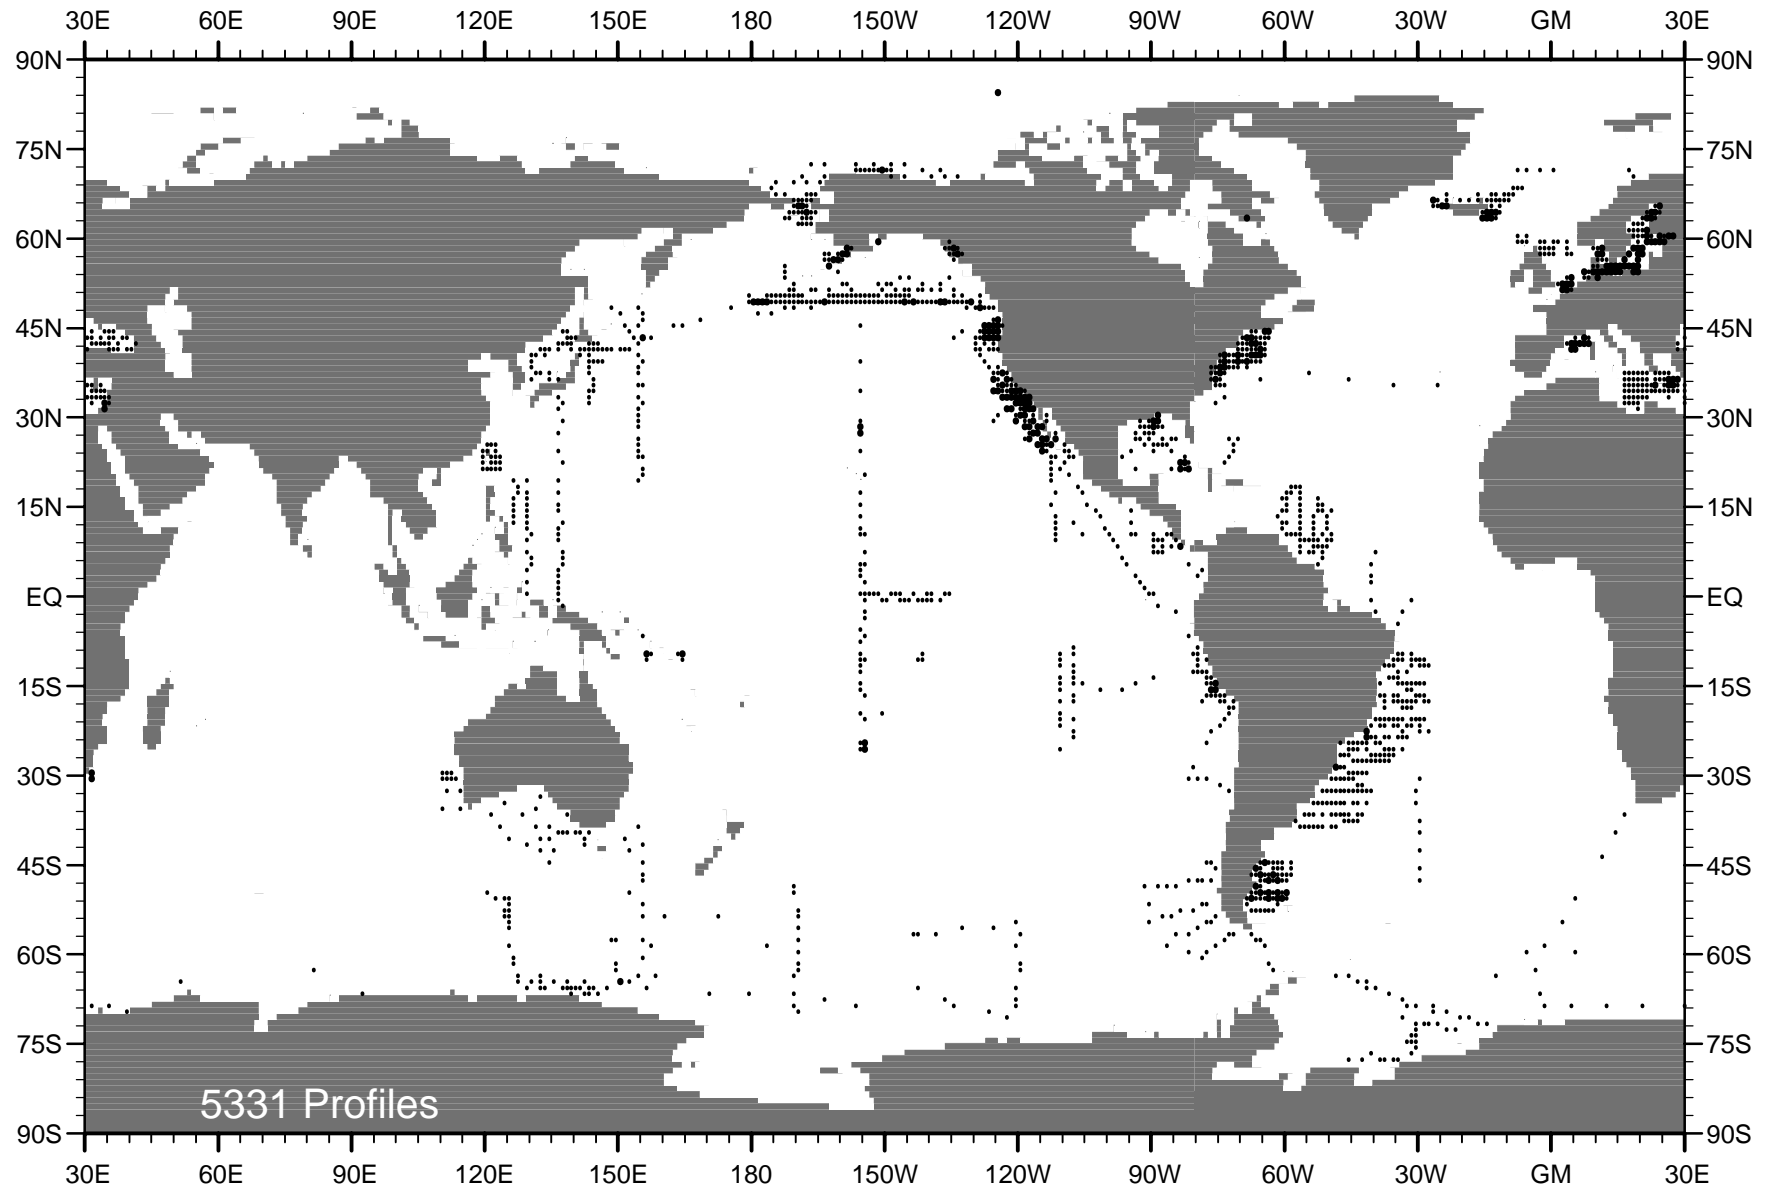 30E 60E 90E 120E 150E 180 150W 120W 90W 60W 30W GM 30E
90N 90N
75N 75N
60N 60N
45N 45N
30N 30N
15N 15N
EQ EQ
15S 15S
30S 30S
45S 45S
60S 60S
75S 75S
5331 Profiles
90S 90S
30E 60E 90E 120E 150E 180 150W 120W 90W 60W 30W GM 30E